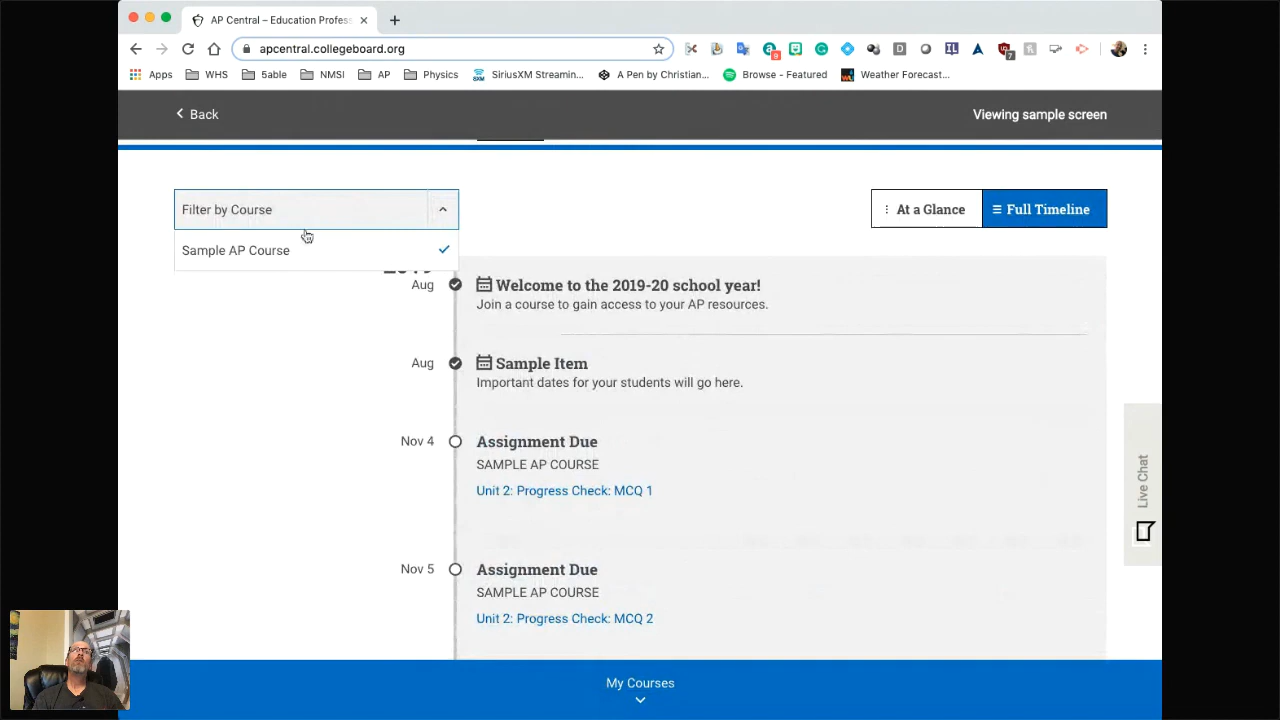 AP Central – Education Profess
apcentral.collegeboard.org
9
7
Apps WHS 5able NMSI AP Physics SiriusXM Streamin... A Pen by Christian... Browse - Featured Weather Forecast...
Back
Viewing sample screen
Filter by Course
At a Glance
Full Timeline
Sample AP Course
Aug
Welcome to the 2019-20 school year!
Join a course to gain access to your AP resources.
Aug
Sample Item
Important dates for your students will go here.
Nov 4
Assignment Due
SAMPLE AP COURSE
Unit 2: Progress Check: MCQ 1
Live Chat
Nov 5
Assignment Due
SAMPLE AP COURSE
Unit 2: Progress Check: MCQ 2
My Courses